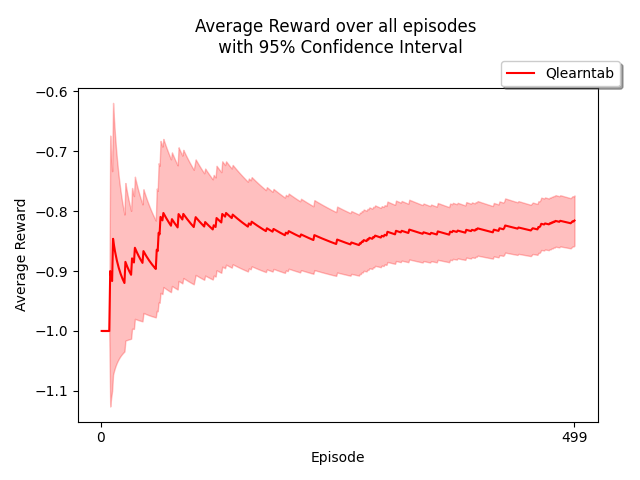 Average Reward over all episodes
with 95% Confidence Interval
Qlearntab
−0.6
−0.7
−0.8
−0.9
−1.0
−1.1
Average Reward
0
499
Episode